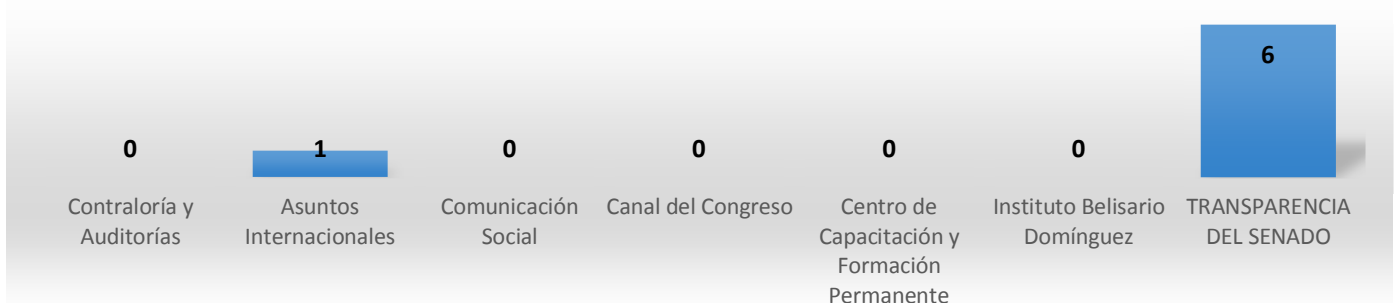 6
0
1
0
0
0
0
Contraloría y
Auditorías
Asuntos
Internacionales
Comunicación
Social
Canal del Congreso
Centro de
Capacitación y
Formación
Permanente
Instituto Belisario
Domínguez
TRANSPARENCIA
DEL SENADO